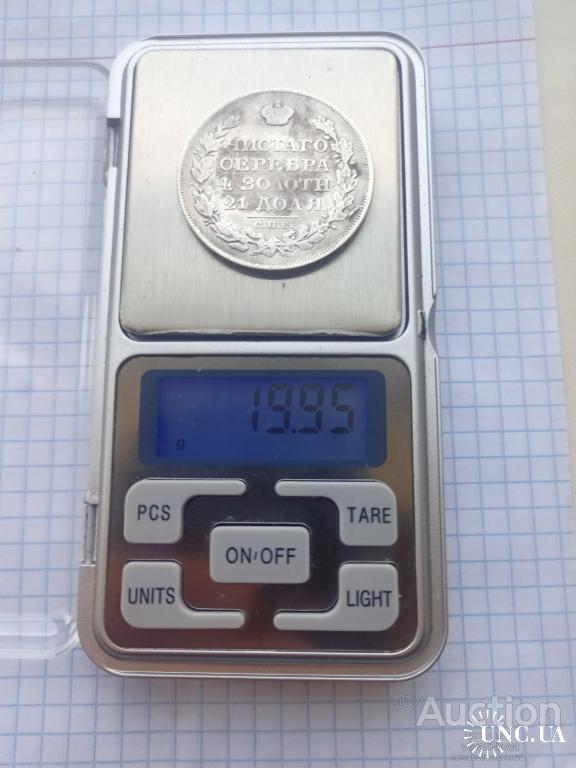 ЧИСТАГО
СЕРЕБРА
4 ЗОЛОТН
21 ДОЛЯ.
С.П.Б.
19.95
g
PCS
TARE
ON/OFF
UNITS
LIGHT
Auction
UNC.UA